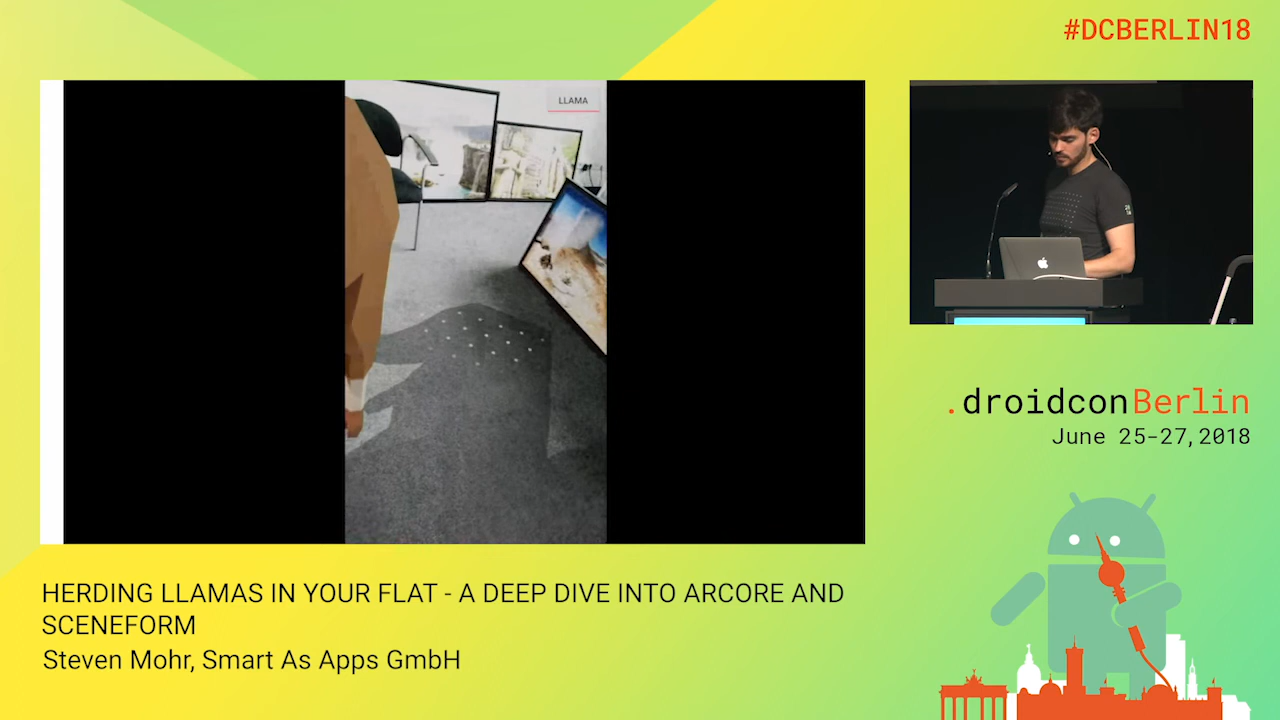 #DCBERLIN18
LLAMA
.droidconBerlin
June 25-27, 2018
HERDING LLAMAS IN YOUR FLAT - A DEEP DIVE INTO ARCORE AND
SCENEFORM
Steven Mohr, Smart As Apps GmbH